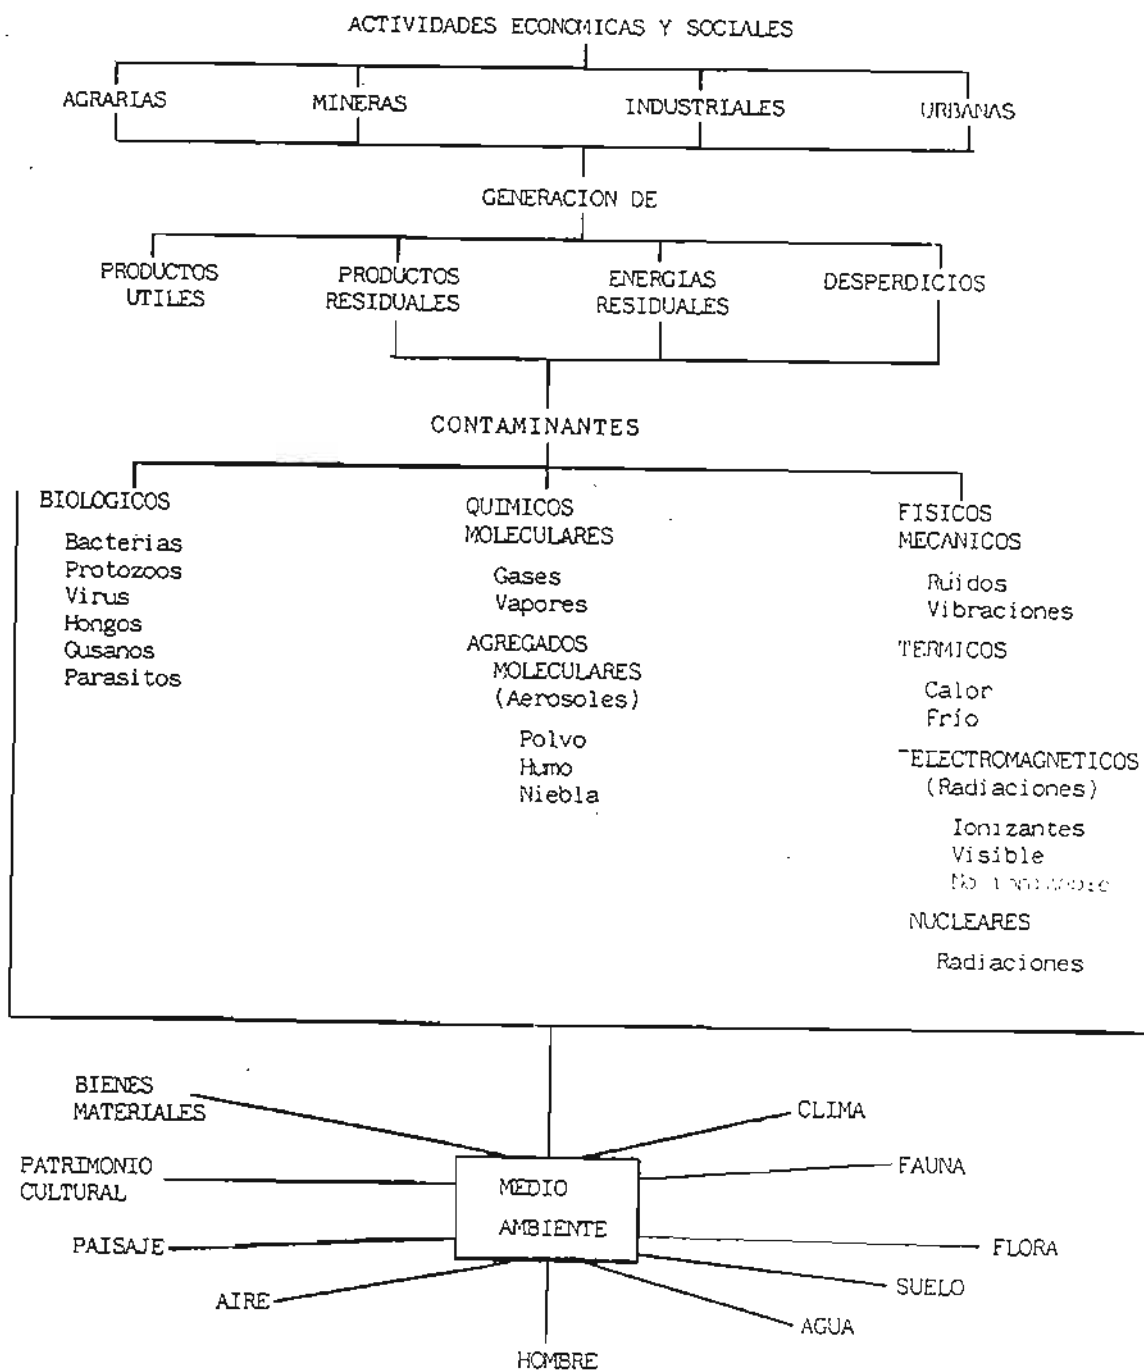 ACTIVIDADES ECONOMICAS Y SOCIALES
AGRARIAS
MINERAS
INDUSTRIALES
URBANAS
GENERACION DE
PRODUCTOS
UTILES
PRODUCTOS
RESIDUALES
ENERGIAS
RESIDUALES
DESPERDICIOS
CONTAMINANTES
BIOLOGICOS
Bacterias
Protozoos
Virus
Hongos
Gusanos
Parasitos
QUIMICOS
MOLECULARES
Gases
Vapores
AGREGADOS
MOLECULARES
(Aerosoles)
Polvo
Humo
Niebla
FISICOS
MECANICOS
Ruidos
Vibraciones
TERMICOS
Calor
Frío
ELECTROMAGNETICOS
(Radiaciones)
Ionizantes
Visible
No
NUCLEARES
Radiaciones
BIENES
MATERIALES
CLIMA
PATRIMONIO
CULTURAL
FAUNA
MEDIO
AMBIENTE
PAISAJE
FLORA
AIRE
SUELO
AGUA
HOMBRE